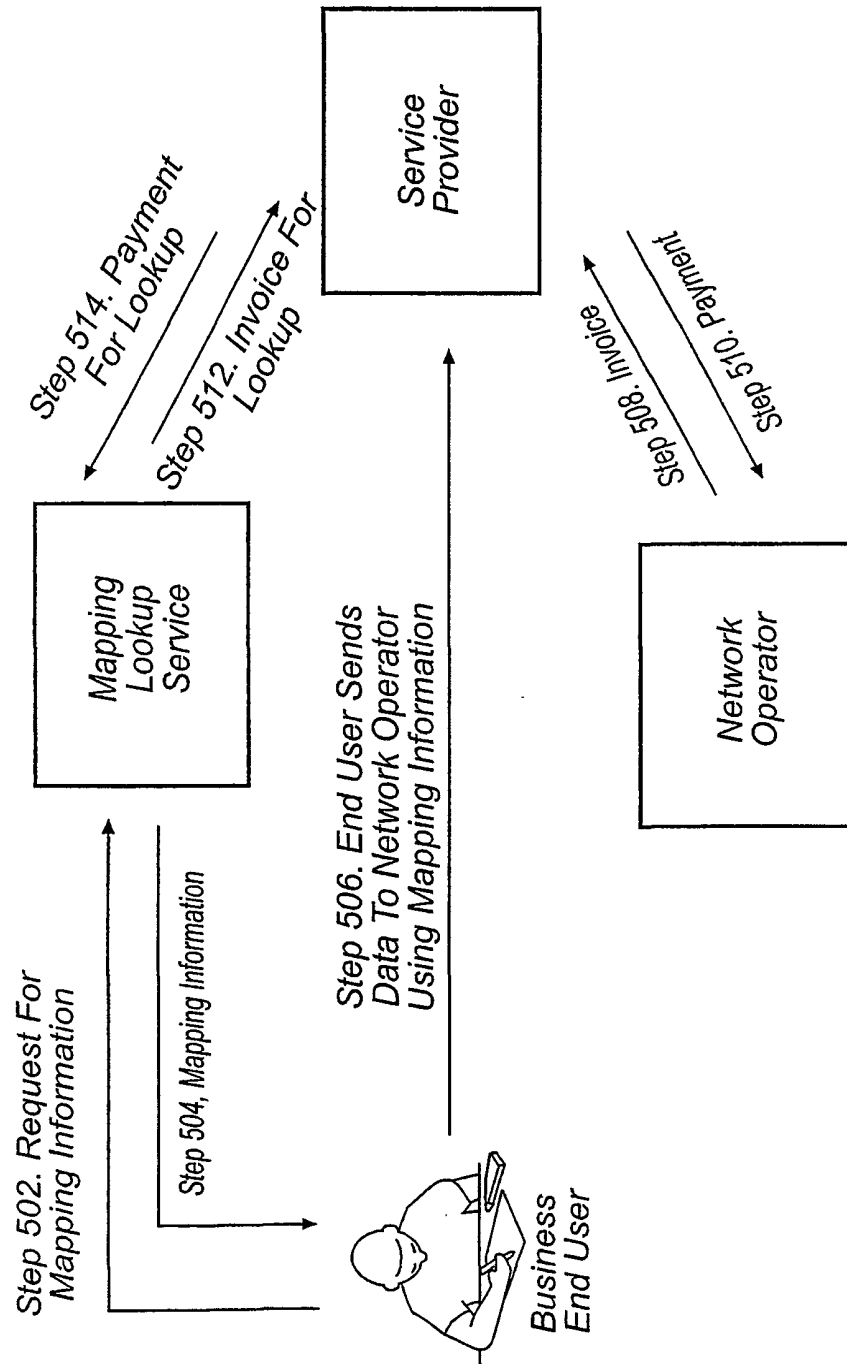 Step 502. Request For
Mapping Information
Step 504, Mapping Information
Mapping
Lookup
Service
Step 514. Payment
For Lookup
Step 512. Invoice For
Lookup
Business
End User
Step 506. End User Sends
Data To Network Operator
Using Mapping Information
Service
Provider
Step 508. Invoice
Step 510. Payment
Network
Operator